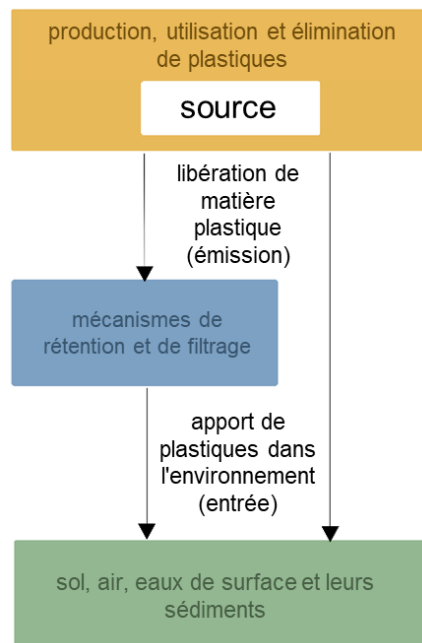 production, utilisation et élimination
de plastiques
source
libération de
matière
plastique
(émission)
mécanismes de
rétention et de filtrage
apport de
plastiques dans
l'environnement
(entrée)
sol, air, eaux de surface et leurs
sédiments